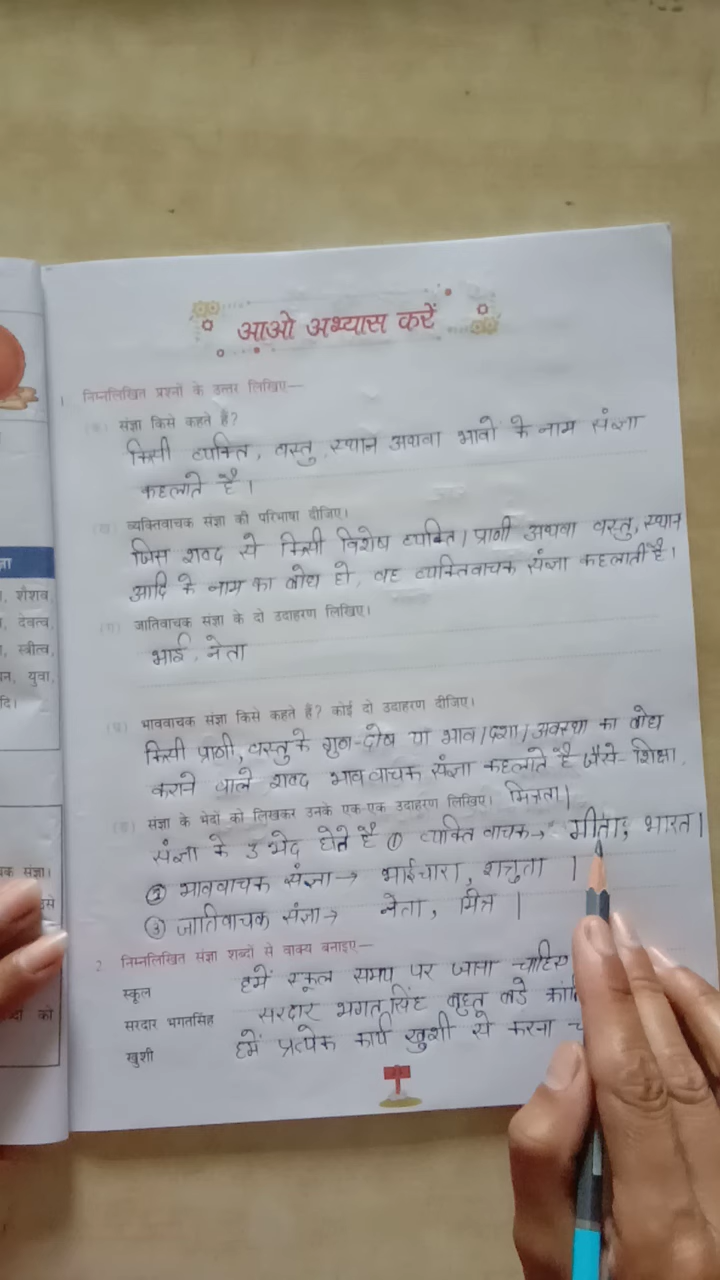 आओ अभ्यास करें
1. निम्नलिखित प्रश्नों के उत्तर लिखिए—
(क) संज्ञा किसे कहते हैं?
किसी व्यक्ति, वस्तु, स्थान अथवा भावो के नाम संज्ञा
कहलाते है।
(ख) व्यक्तिवाचक संज्ञा की परिभाषा दीजिए।
जिस शब्द से किसी विशेष व्यक्ति। प्राणी अथवा वस्तु, स्थान
आदि के नाम का बोध हो, वह व्यक्तिवाचक संज्ञा कहलाती है।
(ग) जातिवाचक संज्ञा के दो उदाहरण लिखिए।
भाई, नेता
(घ) भाववाचक संज्ञा किसे कहते हैं? कोई दो उदाहरण दीजिए।
किसी प्राणी, वस्तु के गुण-दोष या भाव।दशा। अवस्था का बोध
कराने वाले शब्द भाव वाचक संज्ञा कहलाते है जैसे- शिक्षा,
मित्रता।
(ङ) संज्ञा के भेदों को लिखकर उनके एक-एक उदाहरण लिखिए।
संज्ञा के 3 भेद होते है ① व्यक्ति वाचक→ गीता, भारत।
② भाववाचक संज्ञा→ भाईचारा, शत्रुता ।
③ जातिवाचक संज्ञा→ नेता, मित्र |
2. निम्नलिखित संज्ञा शब्दों से वाक्य बनाइए—
स्कूल हमें स्कूल समय पर जाना चाहिए
सरदार भगतसिंह सरदार भगत सिंह बहुत बड़े
खुशी हमें प्रत्येक कार्य खुशी से करना
शैशव,
देवत्व,
स्त्रीत्व,
युवा,
दि।
संज्ञा।
को